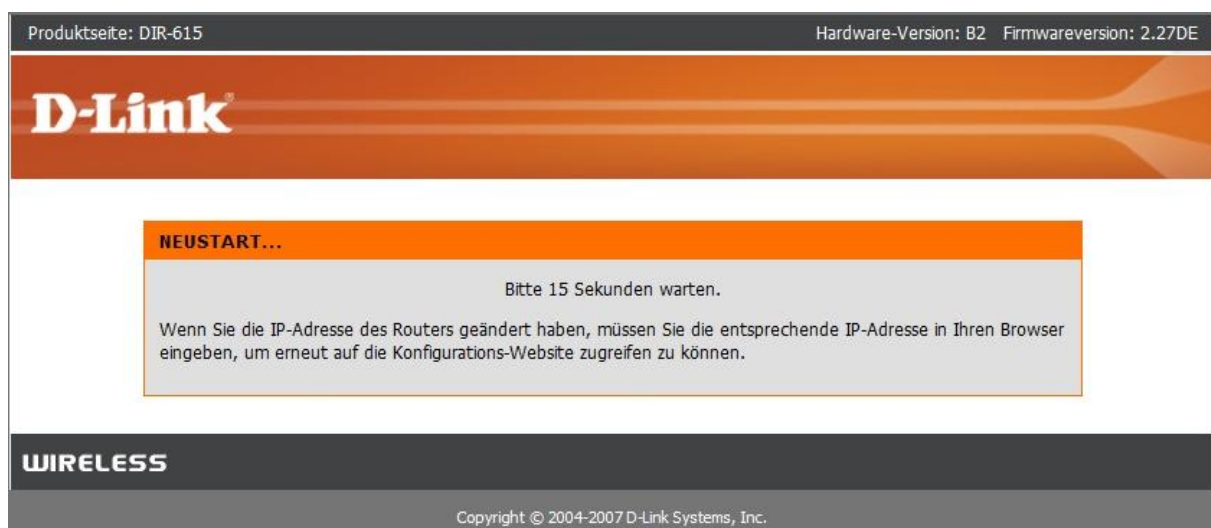 Produktseite: DIR-615 Hardware-Version: B2 Firmwareversion: 2.27DE
D-Link®
NEUSTART...
Bitte 15 Sekunden warten.
Wenn Sie die IP-Adresse des Routers geändert haben, müssen Sie die entsprechende IP-Adresse in Ihren Browser
eingeben, um erneut auf die Konfigurations-Website zugreifen zu können.
WIRELESS
Copyright © 2004-2007 D-Link Systems, Inc.